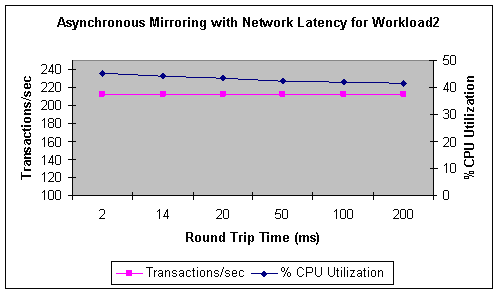 Asynchronous Mirroring with Network Latency for Workload2
240
220
200
180
160
140
120
100
Transactions/sec
50
40
30
20
10
0
% CPU Utilization
2 14 20 50 100 200
Round Trip Time (ms)
Transactions/sec % CPU Utilization